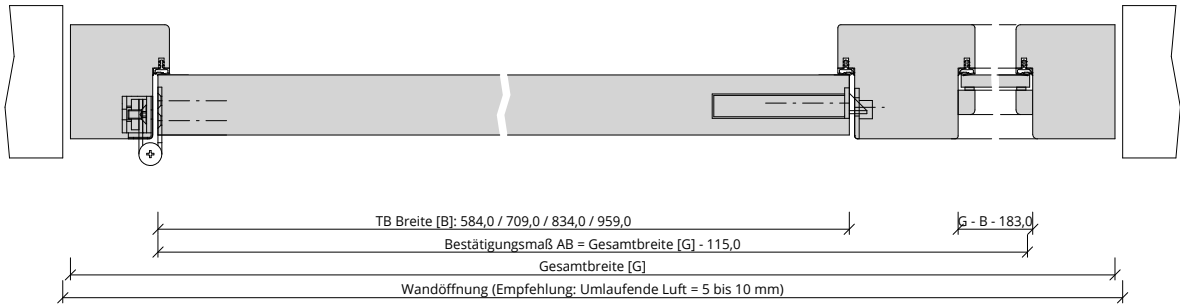 TB Breite [B]: 584,0 / 709,0 / 834,0 / 959,0
G - B - 183,0
Bestätigungsmaß AB = Gesamtbreite [G] - 115,0
Gesamtbreite [G]
Wandöffnung (Empfehlung: Umlaufende Luft = 5 bis 10 mm)